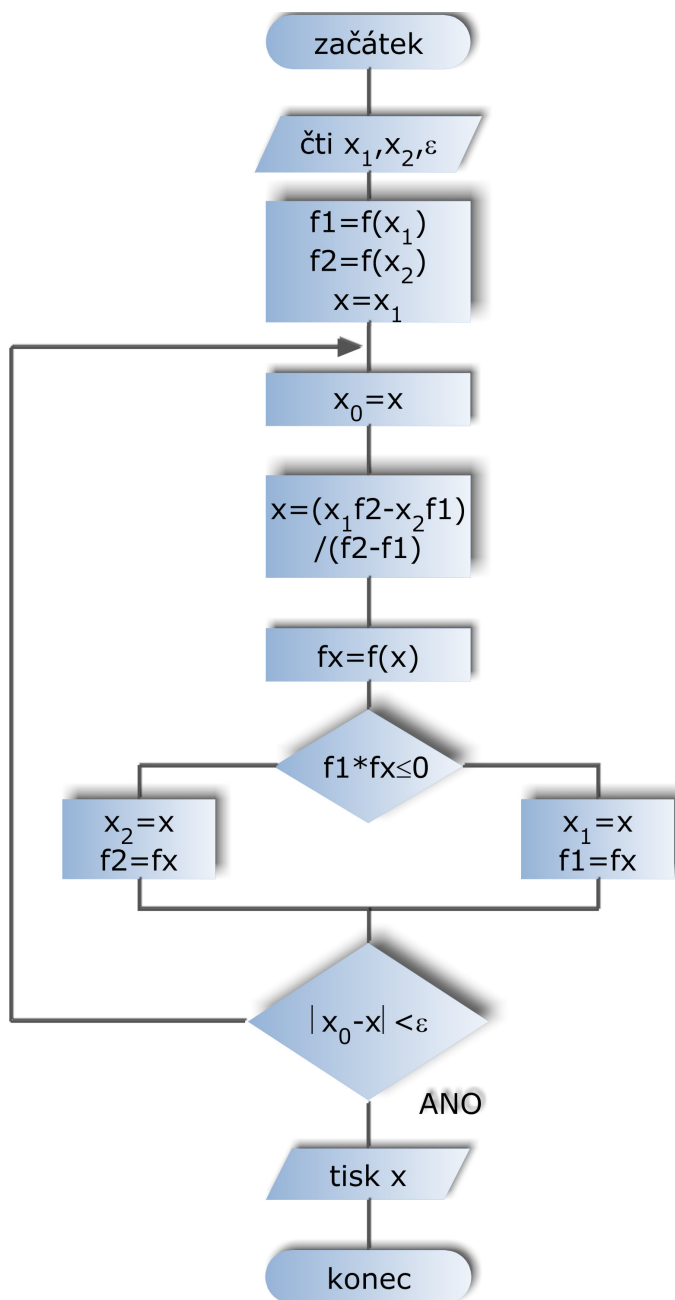 začátek
čti x₁,x₂,ε
f1=f(x₁)
f2=f(x₂)
x=x₁
x₀=x
x=(x₁f2-x₂f1)
/(f2-f1)
fx=f(x)
f1*fx≤0
x₂=x
f2=fx
x₁=x
f1=fx
|x₀-x|<ε
ANO
tisk x
konec